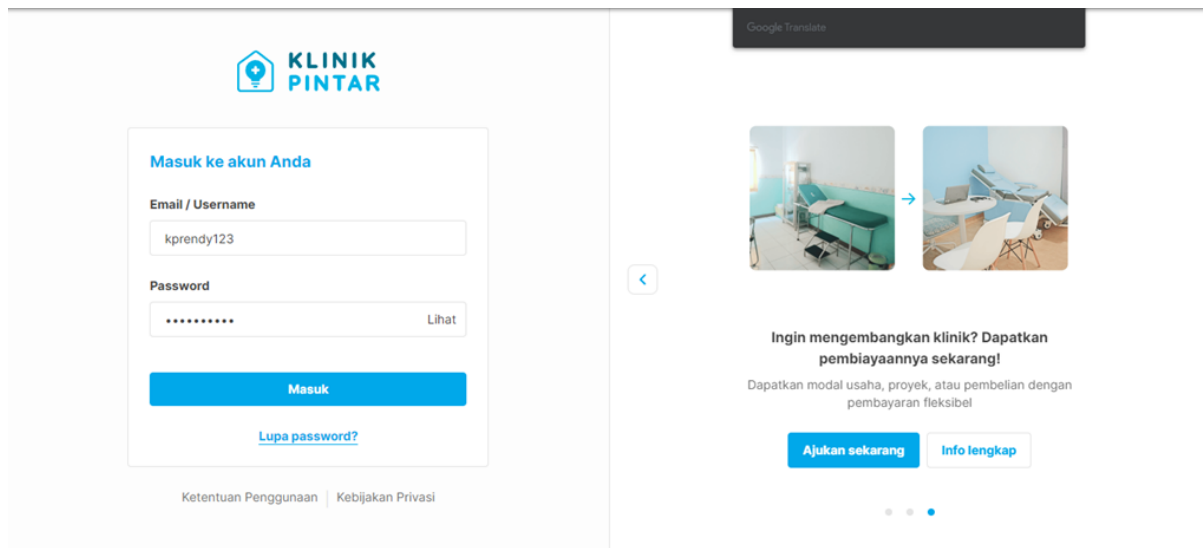 KLINIK
PINTAR
Masuk ke akun Anda
Email / Username
kprendy123
Password
••••••••••
Lihat
Masuk
Lupa password?
Ketentuan Penggunaan
Kebijakan Privasi
Google Translate
Ingin mengembangkan klinik? Dapatkan
pembiayaannya sekarang!
Dapatkan modal usaha, proyek, atau pembelian dengan
pembayaran fleksibel
Ajukan sekarang
Info lengkap